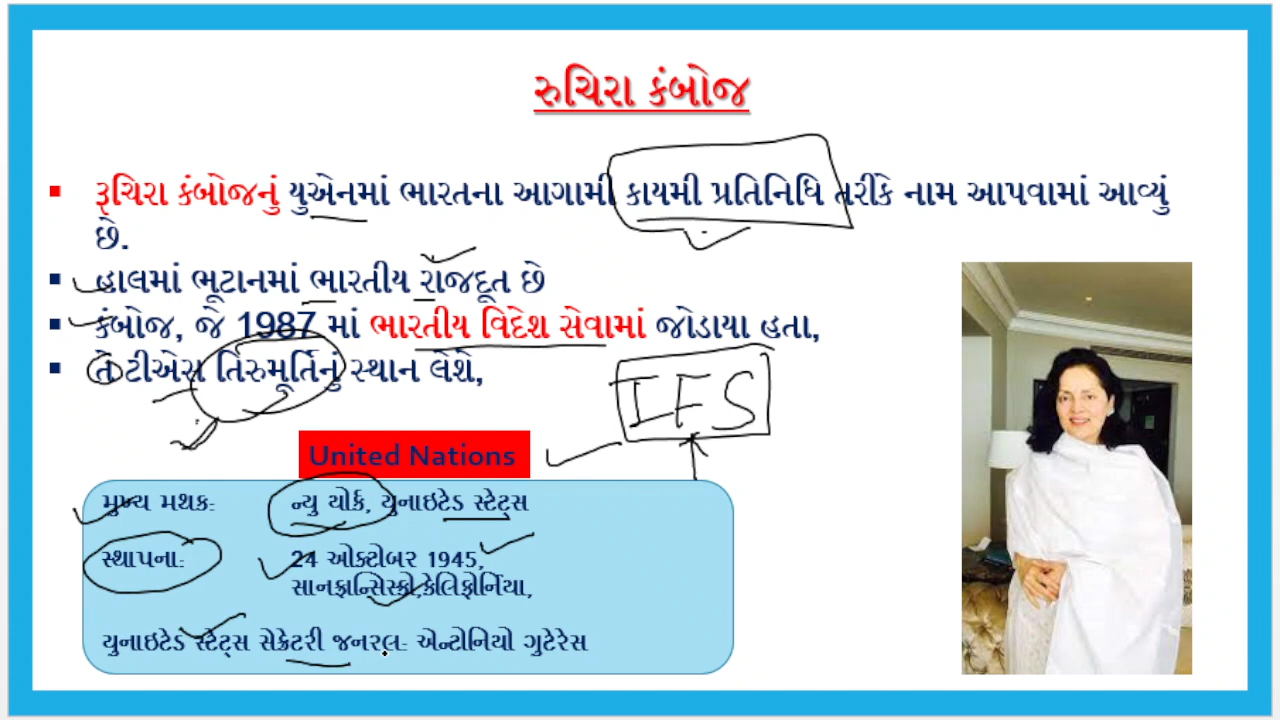 રુચિરા કંબોજ
રૂચિરા કંબોજનું યુએનમાં ભારતના આગામી કાયમી પ્રતિનિધિ તરીકે નામ આપવામાં આવ્યું
છે.
હાલમાં ભૂટાનમાં ભારતીય રાજદૂત છે
કંબોજ, જે 1987 માં ભારતીય વિદેશ સેવામાં જોડાયા હતા,
તે ટીએસ તિરુમૂર્તિનું સ્થાન લેશે,
IFS
United Nations
મુખ્ય મથક: ન્યુ યોર્ક, યુનાઇટેડ સ્ટેટ્સ
સ્થાપના: 24 ઓક્ટોબર 1945,
સાનફ્રાન્સિસ્કો,કેલિફોર્નિયા,
યુનાઇટેડ સ્ટેટ્સ સેક્રેટરી જનરલ: એન્ટોનિયો ગુટેરેસ